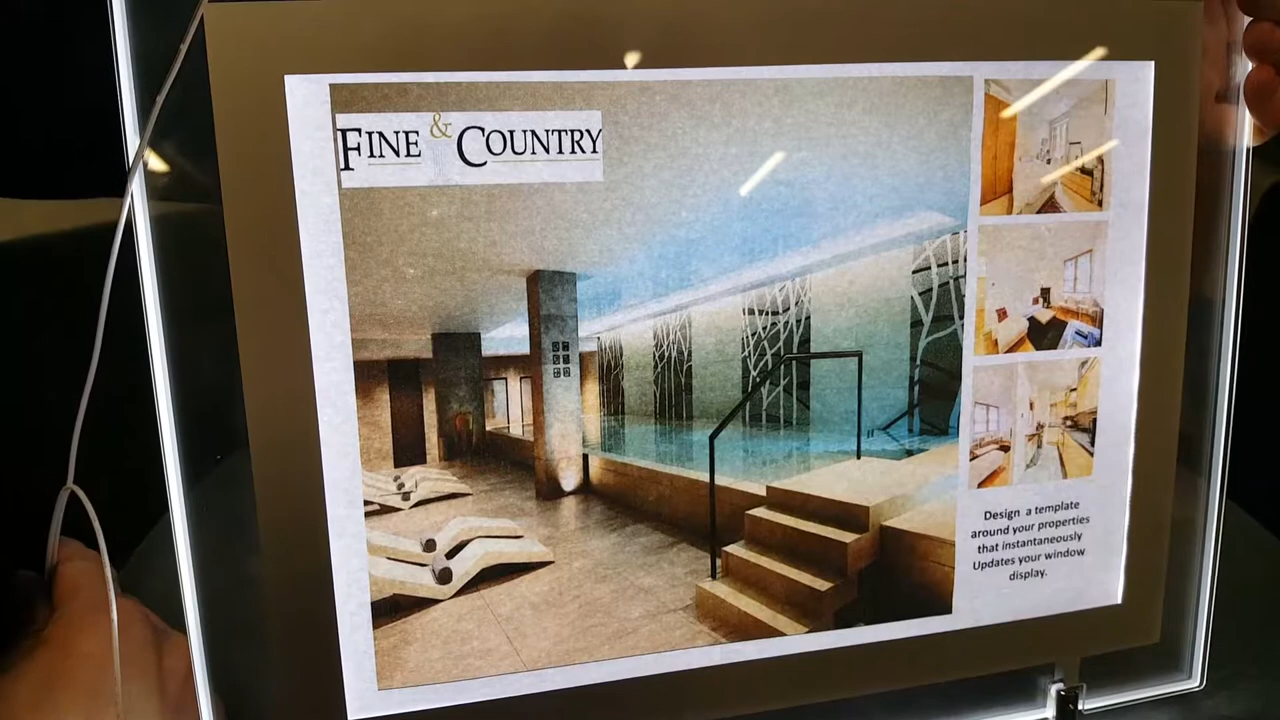 FINE & COUNTRY
Design a template
around your properties
that instantaneously
Updates your window
display.